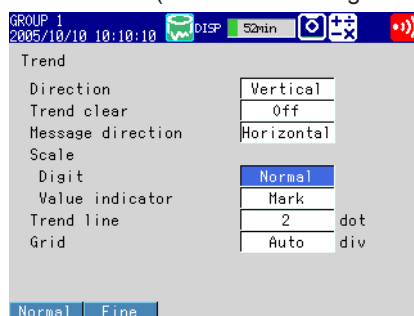 GROUP 1
2005/10/10 10:10:10 DISP 52min
Trend
Direction Vertical
Trend clear Off
Message direction Horizontal
Scale
Digit Normal
Value indicator Mark
Trend line 2 dot
Grid Auto div
Normal Fine